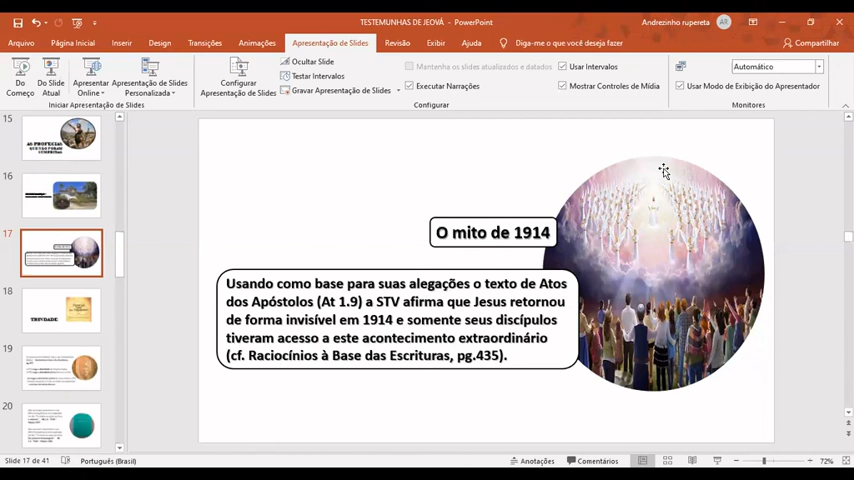 TESTEMUNHAS DE JEOVÁ - PowerPoint
Andrezinho rupereta
AR
Arquivo Página Inicial Inserir Design Transições Animações Apresentação de Slides Revisão Exibir Ajuda Diga-me o que você deseja fazer Compartilhar
Do Começo
Do Slide Atual
Apresentar Online
Apresentação de Slides Personalizada
Iniciar Apresentação de Slides
Configurar Apresentação de Slides
Ocultar Slide
Testar Intervalos
Gravar Apresentação de Slides
Mantenha os slides atualizados e datados
Executar Narrações
Usar Intervalos
Mostrar Controles de Mídia
Configurar
Automático
Usar Modo de Exibição do Apresentador
Monitores
15
AS PROFECIAS
QUE NÃO FORAM
CUMPRIDAS
16
17
18
TRINDADE
19
20
O mito de 1914
Usando como base para suas alegações o texto de Atos
dos Apóstolos (At 1.9) a STV afirma que Jesus retornou
de forma invisível em 1914 e somente seus discípulos
tiveram acesso a este acontecimento extraordinário
(cf. Raciocínios à Base das Escrituras, pg.435).
Slide 17 de 41
Português (Brasil)
Anotações
Comentários
72%